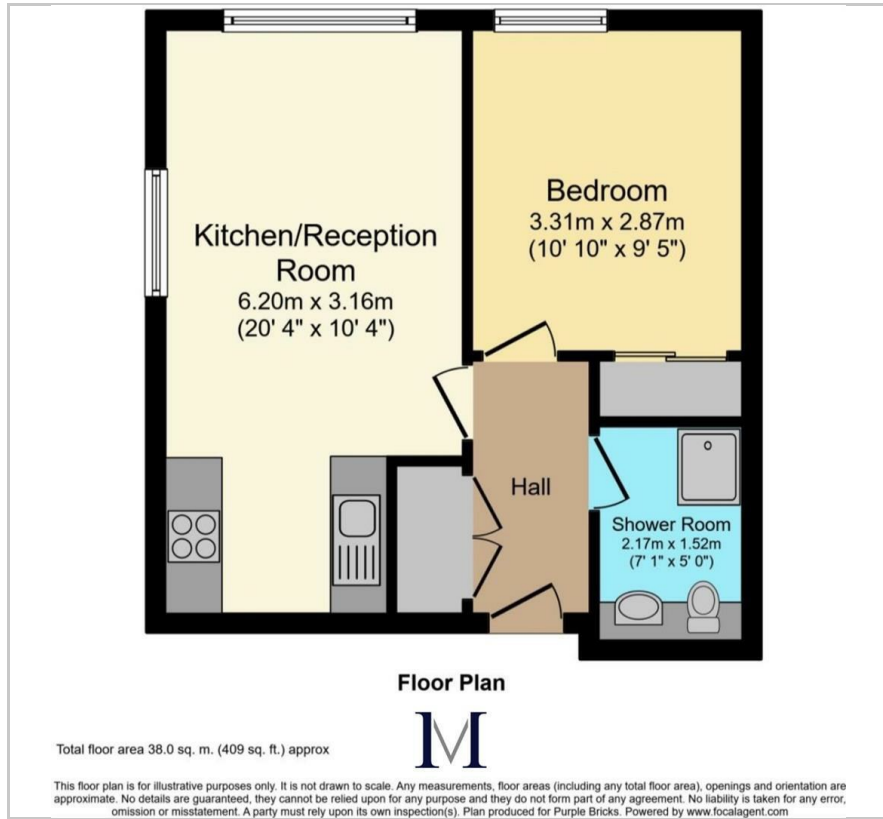 Kitchen/Reception
Room
6.20m x 3.16m
(20' 4" x 10' 4")
Bedroom
3.31m x 2.87m
(10' 10" x 9' 5")
Hall
Shower Room
2.17m x 1.52m
(7' 1" x 5' 0")
Floor Plan
M
Total floor area 38.0 sq. m. (409 sq. ft.) approx
This floor plan is for illustrative purposes only. It is not drawn to scale. Any measurements, floor areas (including any total floor area), openings and orientation are
approximate. No details are guaranteed, they cannot be relied upon for any purpose and they do not form part of any agreement. No liability is taken for any error,
omission or misstatement. A party must rely upon its own inspection(s). Plan produced for Purple Bricks. Powered by www.focalagent.com